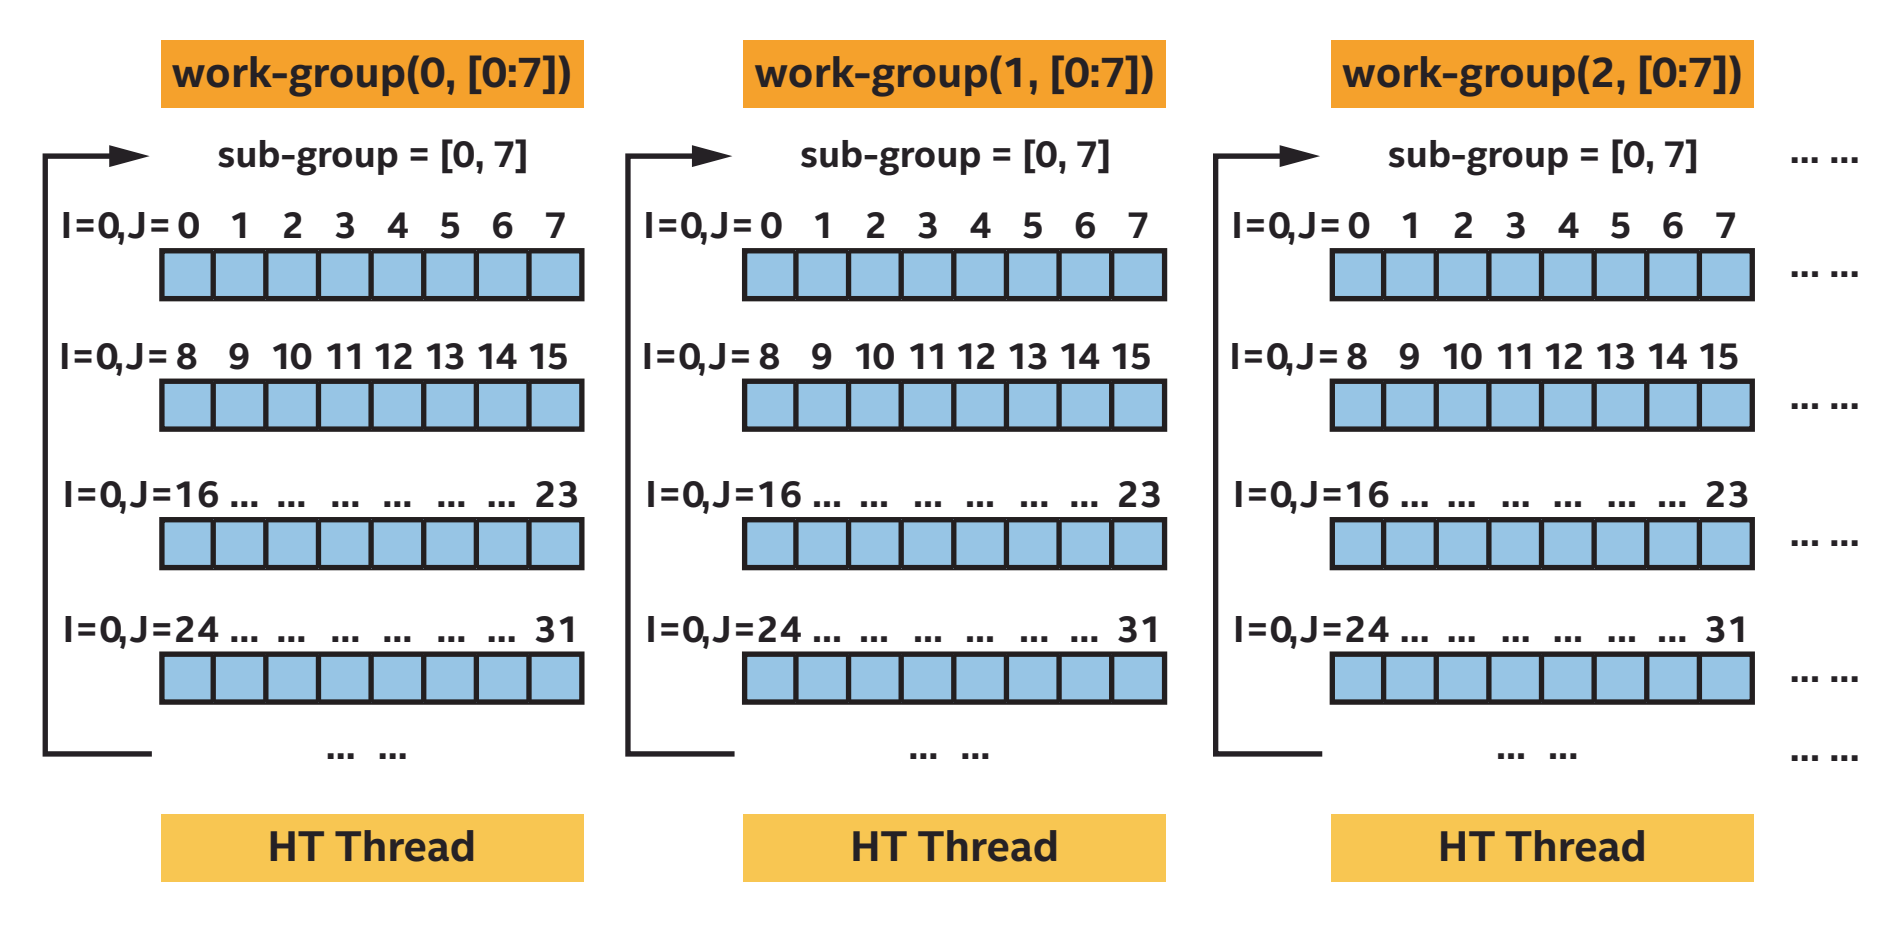 work-group(0, [0:7]) work-group(1, [0:7]) work-group(2, [0:7])
sub-group = [0, 7] sub-group = [0, 7] sub-group = [0, 7] ... ...
I=0,J= 0 1 2 3 4 5 6 7 I=0,J= 0 1 2 3 4 5 6 7 I=0,J= 0 1 2 3 4 5 6 7
... ...
I=0,J= 8 9 10 11 12 13 14 15 I=0,J= 8 9 10 11 12 13 14 15 I=0,J= 8 9 10 11 12 13 14 15
... ...
I=0,J=16 ... ... ... ... ... ... 23 I=0,J=16 ... ... ... ... ... ... 23 I=0,J=16 ... ... ... ... ... ... 23
... ...
I=0,J=24 ... ... ... ... ... ... 31 I=0,J=24 ... ... ... ... ... ... 31 I=0,J=24 ... ... ... ... ... ... 31
... ...
... ... ... ... ... ... ... ...
HT Thread HT Thread HT Thread